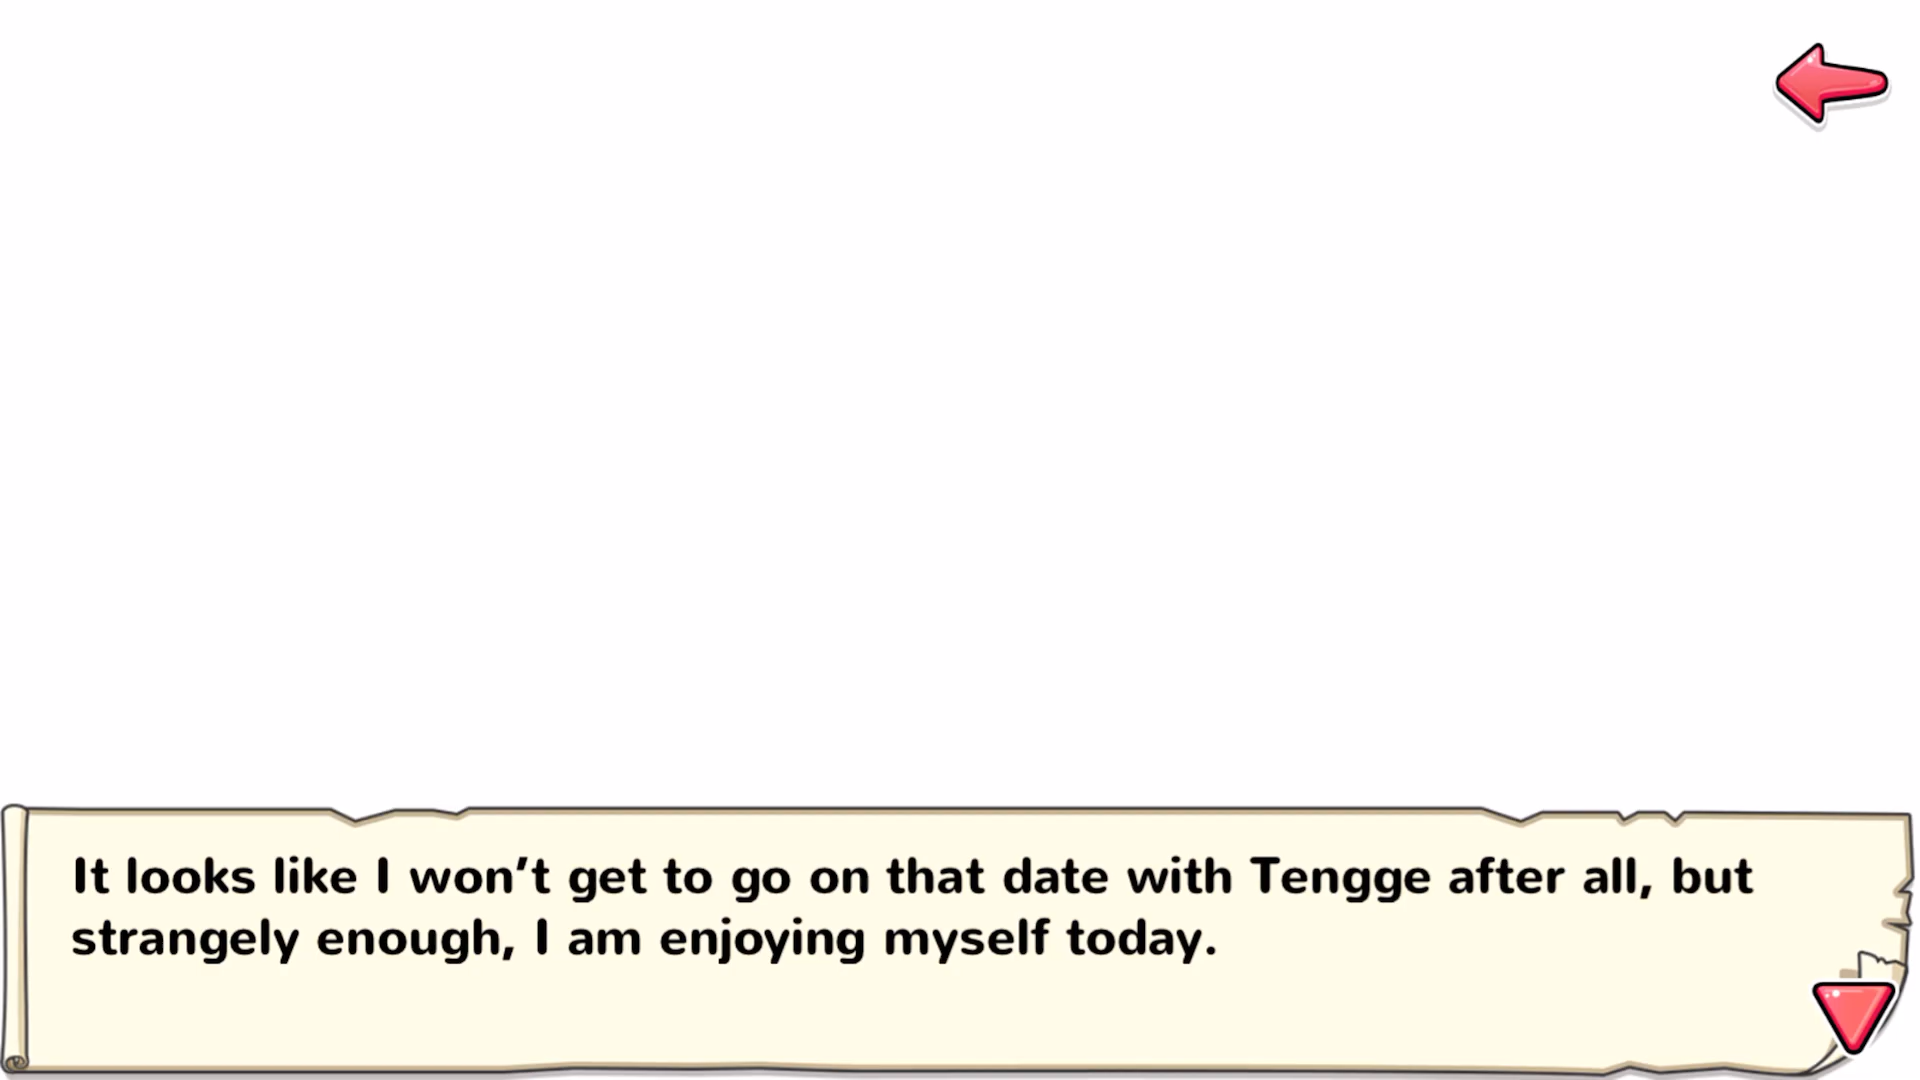 It looks like I won’t get to go on that date with Tengge after all, but
strangely enough, I am enjoying myself today.